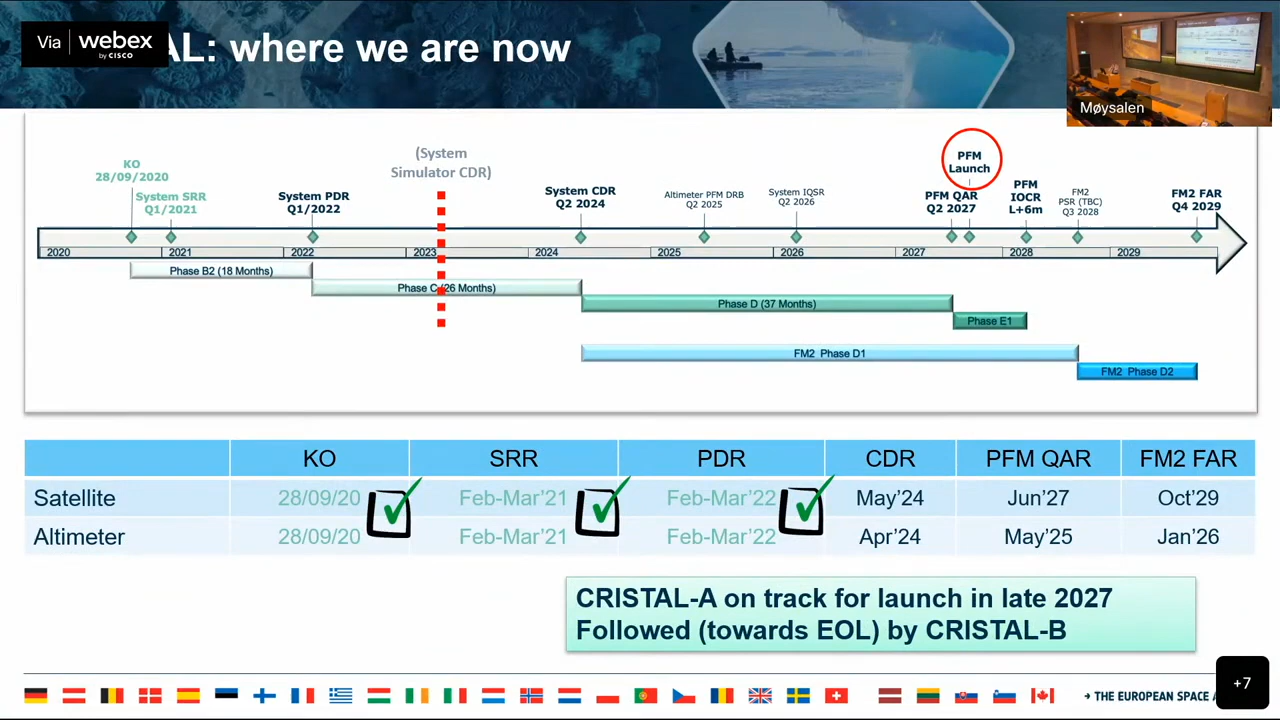 Via webex
by CISCO
AL: where we are now
Møysalen
(System
Simulator CDR)
KO
28/09/2020
System SRR
Q1/2021
System PDR
Q1/2022
System CDR
Q2 2024
Altimeter PFM DRB
Q2 2025
System IQSR
Q2 2026
PFM QAR
Q2 2027
PFM
Launch
PFM
IOCR
L+6m
FM2
PSR (TBC)
Q3 2028
FM2 FAR
Q4 2029
2020 2021 2022 2023 2024 2025 2026 2027 2028 2029
Phase B2 (18 Months)
Phase C (26 Months)
Phase D (37 Months)
Phase E1
FM2 Phase D1
FM2 Phase D2
KO SRR PDR CDR PFM QAR FM2 FAR
Satellite 28/09/20 Feb-Mar'21 Feb-Mar'22 May'24 Jun'27 Oct'29
Altimeter 28/09/20 Feb-Mar'21 Feb-Mar'22 Apr'24 May'25 Jan'26
CRISTAL-A on track for launch in late 2027
Followed (towards EOL) by CRISTAL-B
→ THE EUROPEAN SPACE A
+7